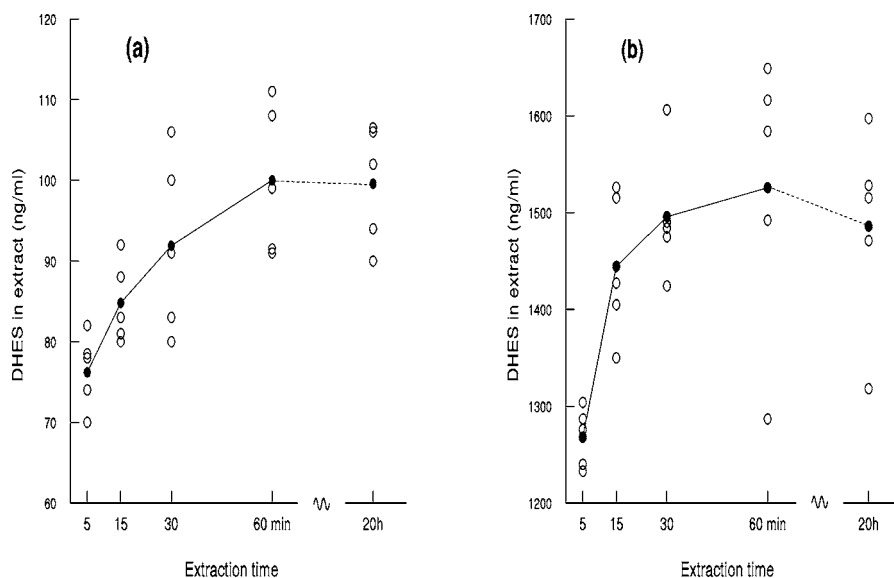 (a)
120
110
100
90
80
70
60
DHES in extract (ng/ml)
5 15 30 60 min 20h
Extraction time
(b)
1700
1600
1500
1400
1300
1200
DHES in extract (ng/ml)
5 15 30 60 min 20h
Extraction time